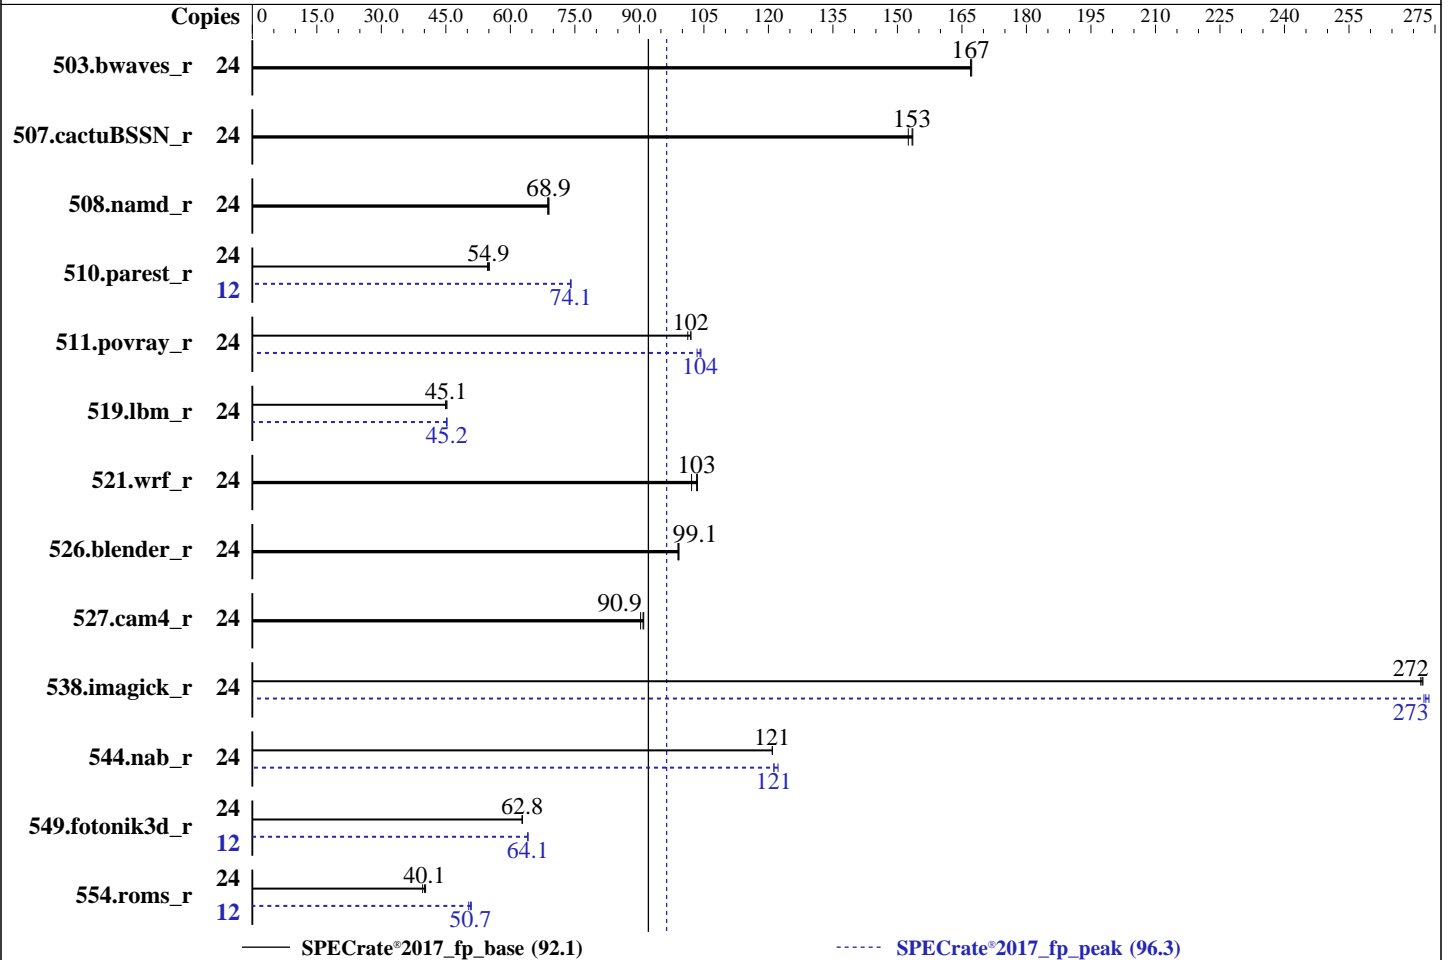 Copies 0 15.0 30.0 45.0 60.0 75.0 90.0 105 120 135 150 165 180 195 210 225 240 255 275
503.bwaves_r 24 167
507.cactuBSSN_r 24 153
508.namd_r 24 68.9
510.parest_r 24 54.9
12 74.1
511.povray_r 24 102
104
519.lbm_r 24 45.1
45.2
521.wrf_r 24 103
526.blender_r 24 99.1
527.cam4_r 24 90.9
538.imagick_r 24 272
273
544.nab_r 24 121
121
549.fotonik3d_r 24 62.8
12 64.1
554.roms_r 24 40.1
12 50.7
SPECrate®2017_fp_base (92.1) SPECrate®2017_fp_peak (96.3)